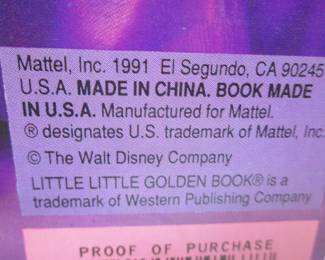 Mattel, Inc. 1991 El Segundo, CA 90245
U.S.A. MADE IN CHINA. BOOK MADE
IN U.S.A. Manufactured for Mattel.
® designates U.S. trademark of Mattel, Inc.
© The Walt Disney Company
LITTLE LITTLE GOLDEN BOOK® is a
trademark of Western Publishing Company
PROOF OF PURCHASE